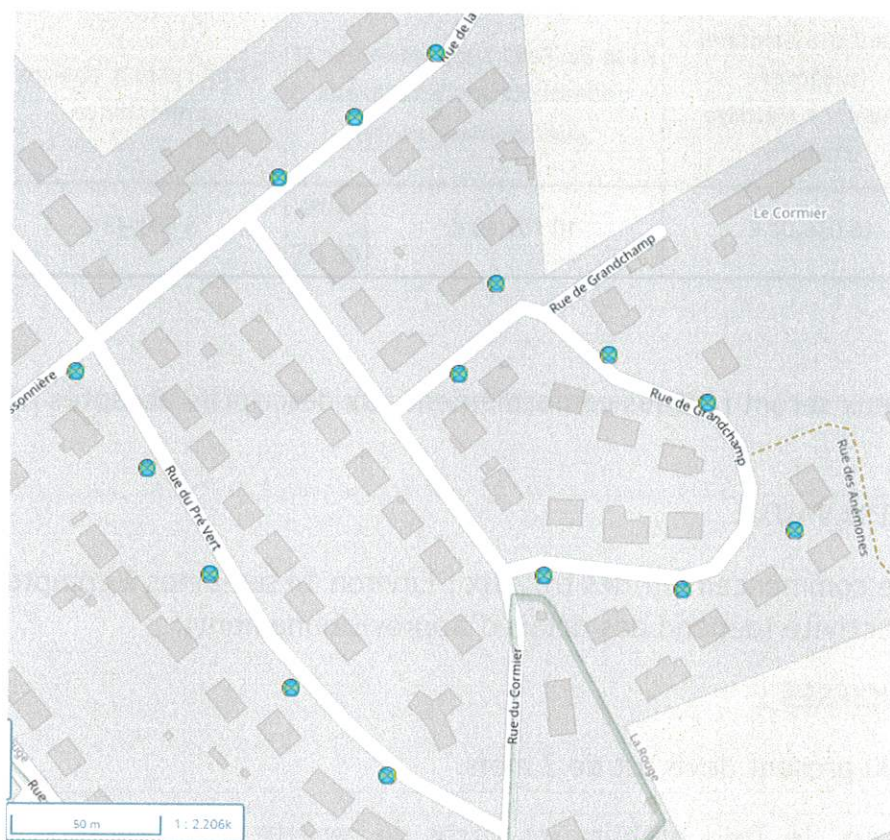 Rue de la
Le Cormier
Rue de Grandchamp
ssonnière
Rue de Grandchamp
Rue des Anémones
Rue du Pré Vert
Rue du Cormier
La Rouge
Rue
50 m
1 : 2.206k